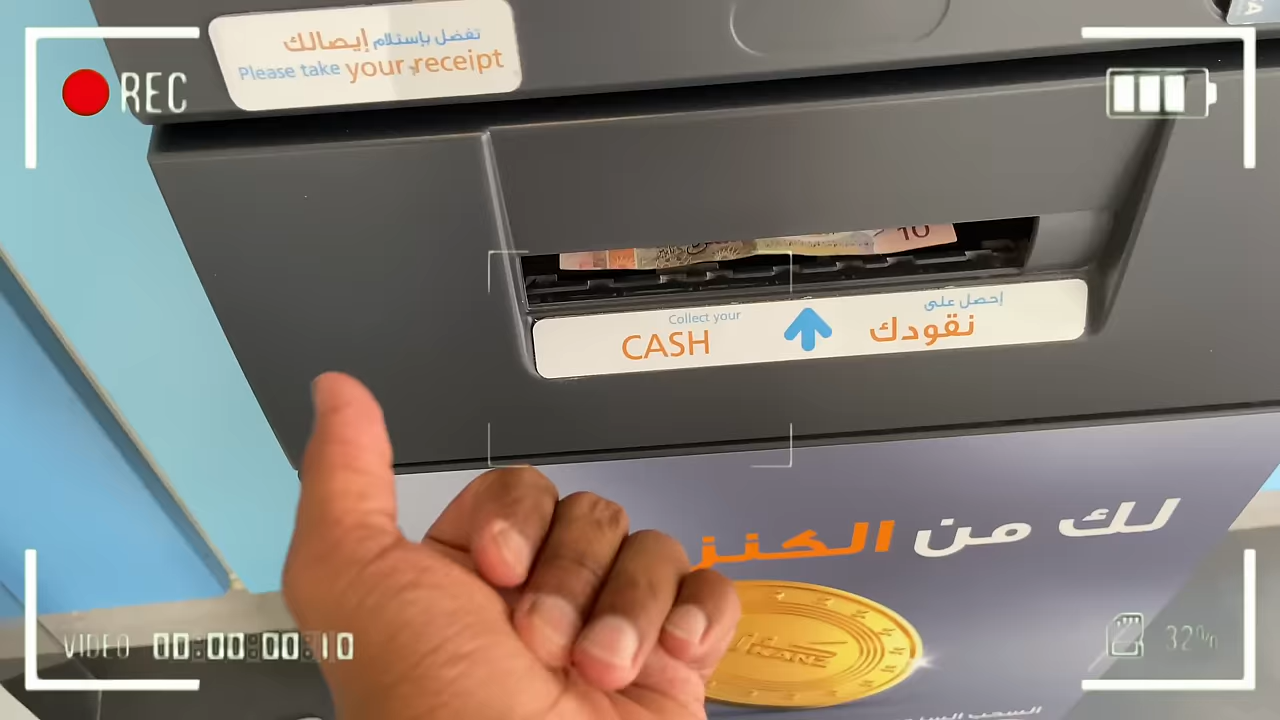 تفضل بإستلام إيصالك
Please take your receipt
REC
10
Collect your
CASH
إحصل على
نقودك
لك من الكنز
VIDEO 00:00:00:10
32%